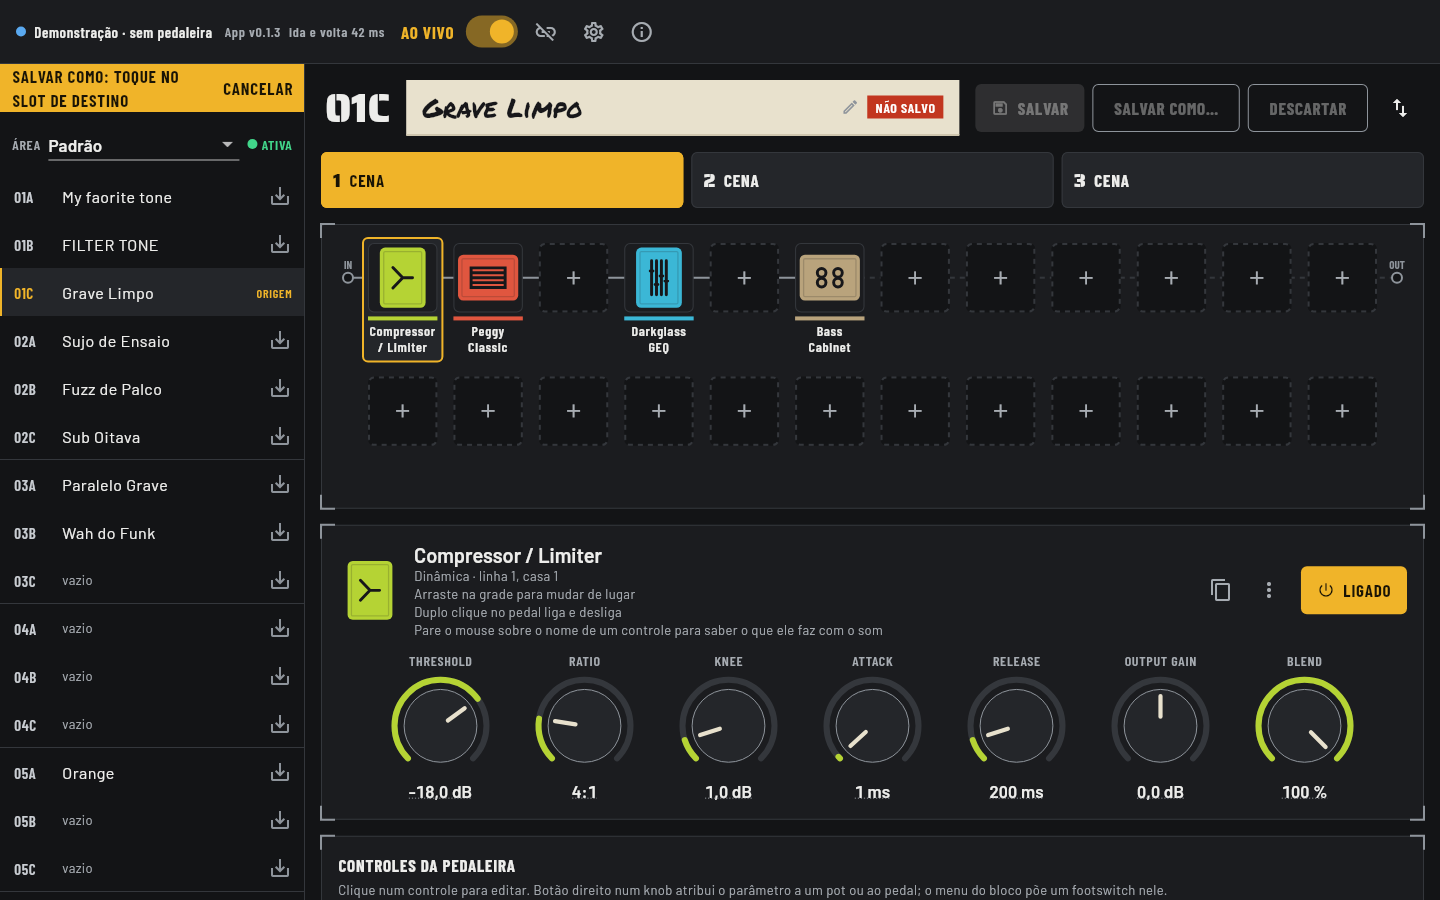 Demonstração · sem pedaleira App v0.1.3 Ida e volta 42 ms AO VIVO
SALVAR COMO: TOQUE NO
SLOT DE DESTINO
CANCELAR
ÁREA Padrão ATIVA
01A My faorite tone
01B FILTER TONE
01C Grave Limpo ORIGEM
02A Sujo de Ensaio
02B Fuzz de Palco
02C Sub Oitava
03A Paralelo Grave
03B Wah do Funk
03C vazio
04A vazio
04B vazio
04C vazio
05A Orange
05B vazio
05C vazio
01C Grave Limpo NÃO SALVO SALVAR SALVAR COMO... DESCARTAR
1 CENA 2 CENA 3 CENA
IN OUT
88
Compressor
/ Limiter
Peggy
Classic
Darkglass
GEQ
Bass
Cabinet
Compressor / Limiter
Dinâmica · linha 1, casa 1
Arraste na grade para mudar de lugar
Duplo clique no pedal liga e desliga
Pare o mouse sobre o nome de um controle para saber o que ele faz com o som
LIGADO
THRESHOLD RATIO KNEE ATTACK RELEASE OUTPUT GAIN BLEND
-18,0 dB 4:1 1,0 dB 1 ms 200 ms 0,0 dB 100 %
CONTROLES DA PEDALEIRA
Clique num controle para editar. Botão direito num knob atribui o parâmetro a um pot ou ao pedal; o menu do bloco põe um footswitch nele.